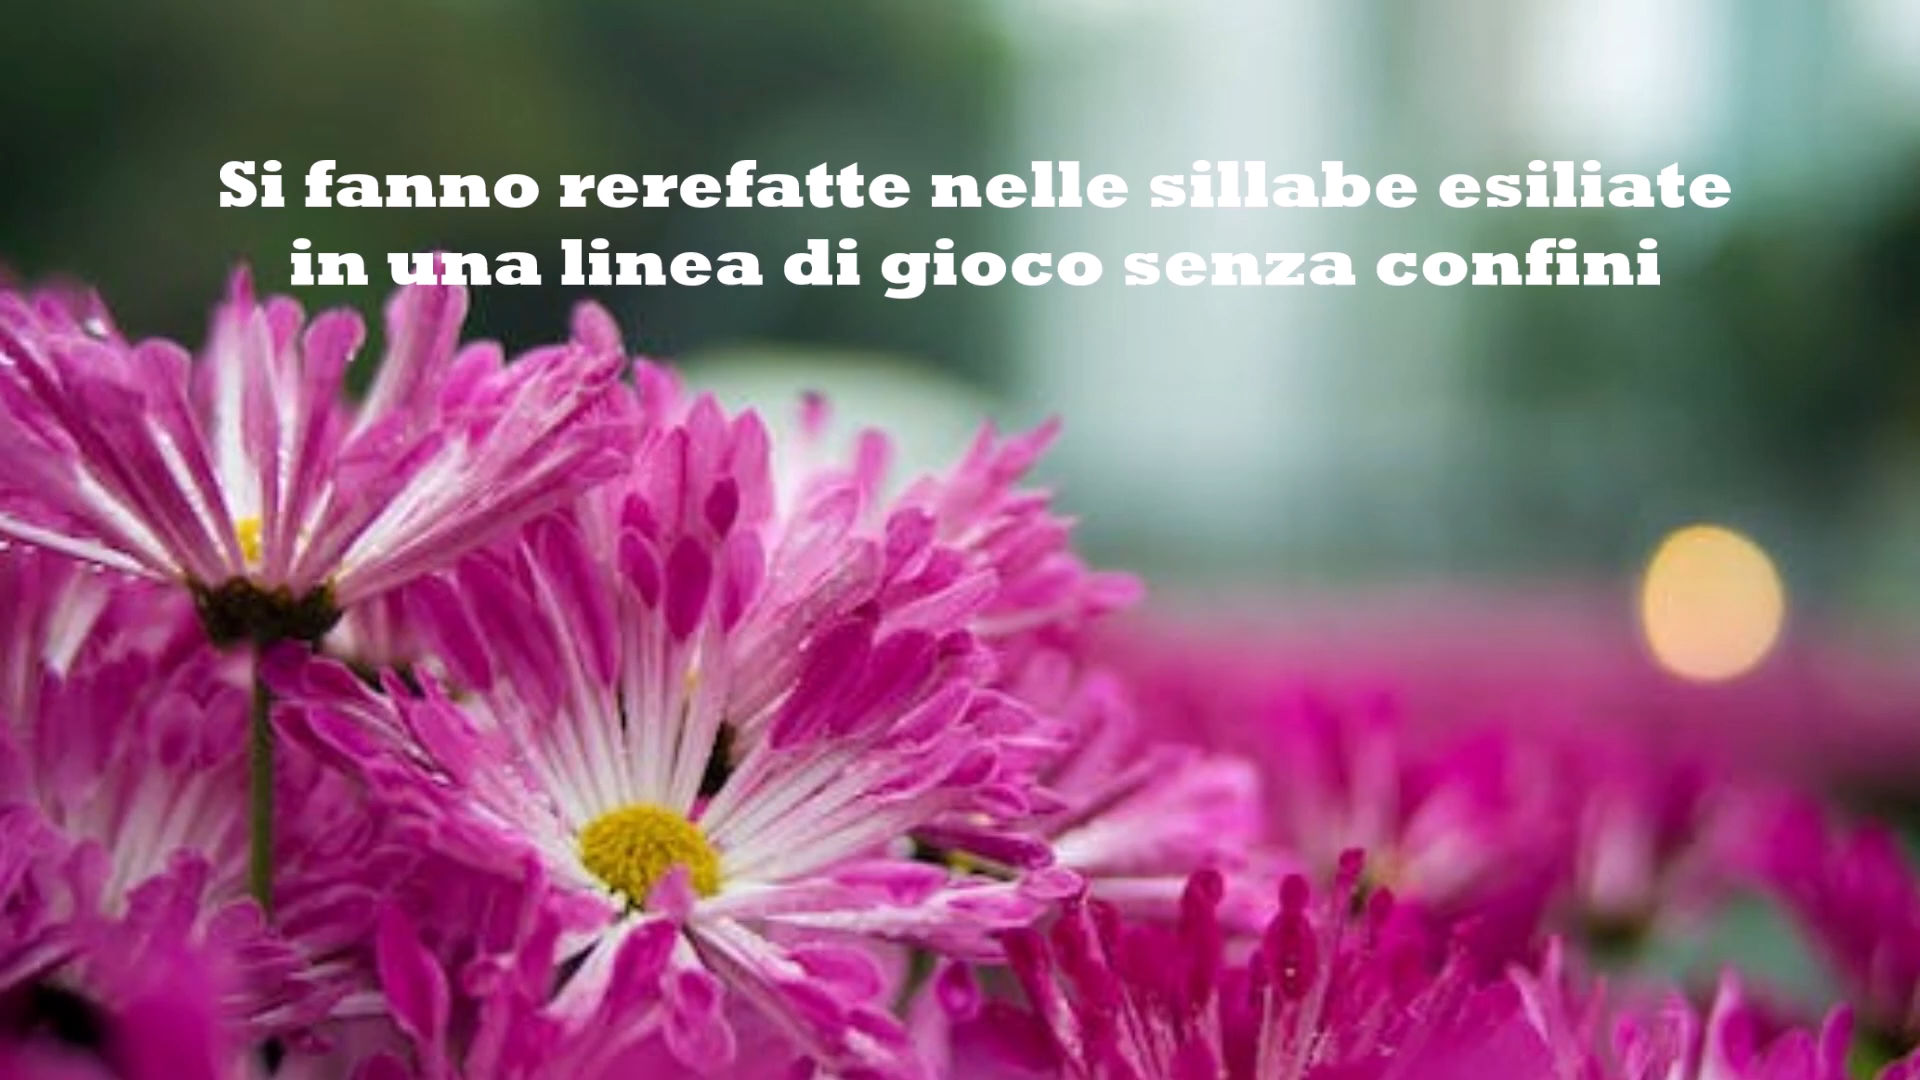 Si fanno rerefatte nelle sillabe esiliate
in una linea di gioco senza confini